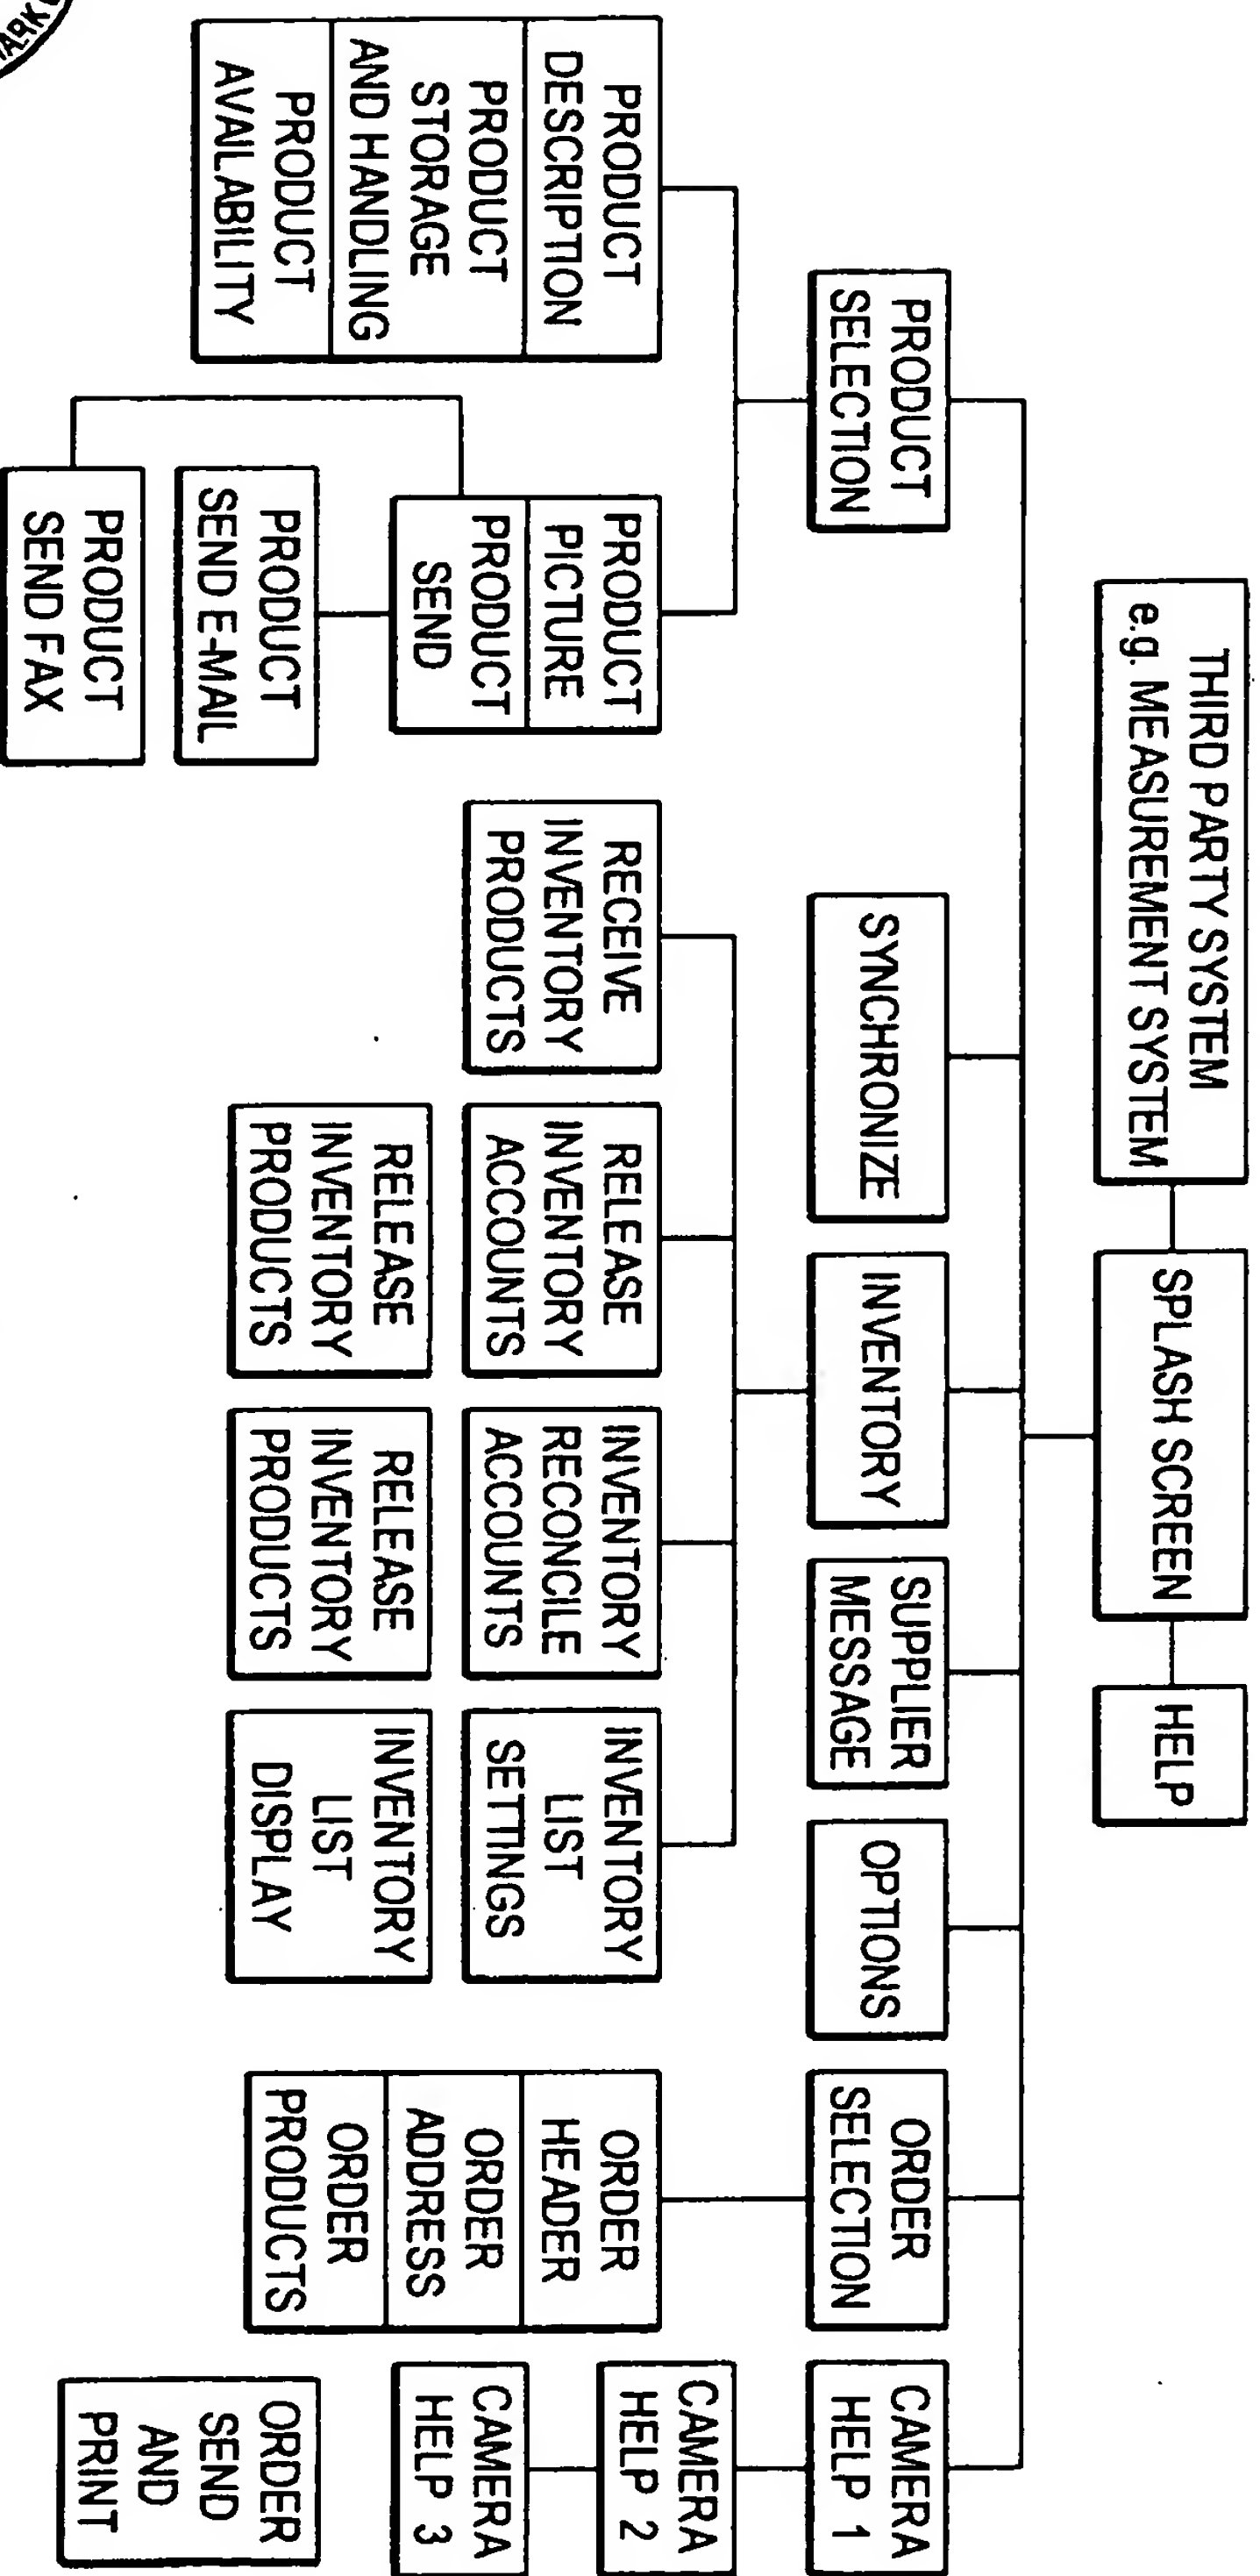 THIRD PARTY SYSTEM
e.g. MEASUREMENT SYSTEM
SPLASH SCREEN
HELP
PRODUCT
SELECTION
SYNCHRONIZE
INVENTORY
SUPPLIER
MESSAGE
OPTIONS
ORDER
SELECTION
CAMERA
HELP 1
PRODUCT
DESCRIPTION
PRODUCT
STORAGE
AND HANDLING
PRODUCT
AVAILABILITY
PRODUCT
PICTURE
PRODUCT
SEND
PRODUCT
SEND E-MAIL
PRODUCT
SEND FAX
RECEIVE
INVENTORY
PRODUCTS
RELEASE
INVENTORY
ACCOUNTS
RELEASE
INVENTORY
PRODUCTS
INVENTORY
RECONCILE
ACCOUNTS
RELEASE
INVENTORY
PRODUCTS
INVENTORY
LIST
SETTINGS
INVENTORY
LIST
DISPLAY
ORDER
HEADER
ORDER
ADDRESS
ORDER
PRODUCTS
CAMERA
HELP 2
CAMERA
HELP 3
ORDER
SEND
AND
PRINT